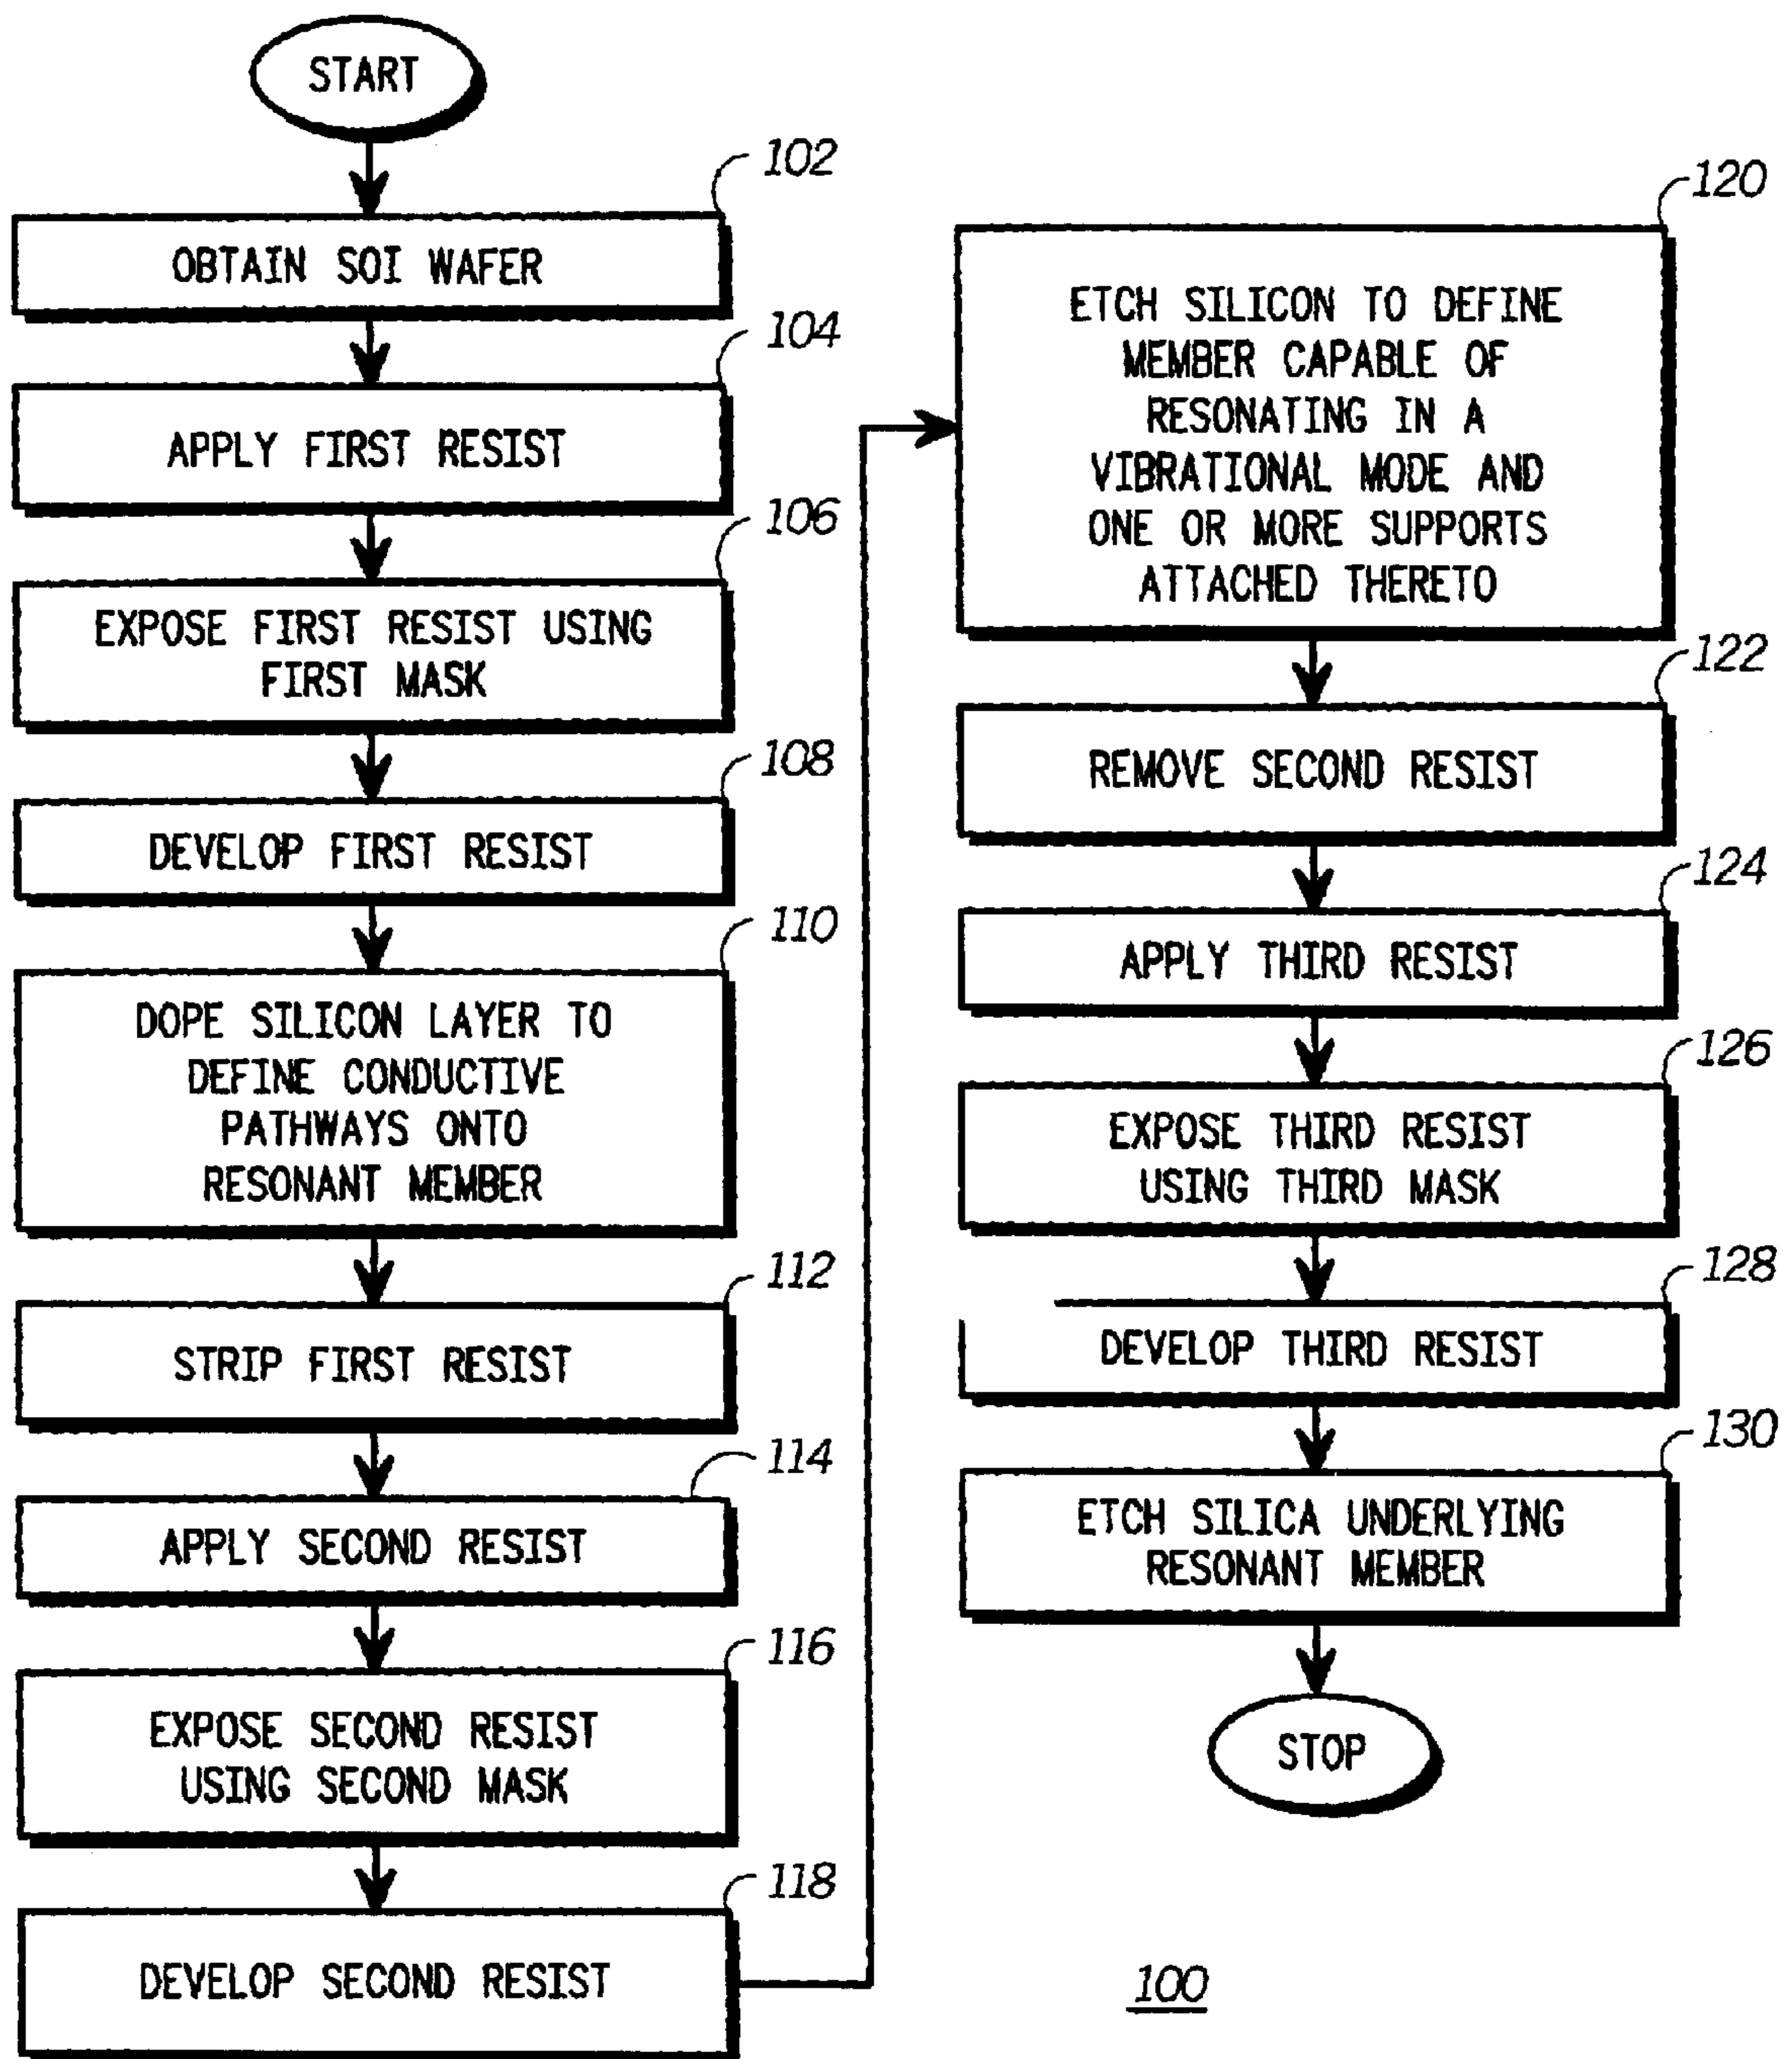 START
102
OBTAIN SOI WAFER
104
APPLY FIRST RESIST
106
EXPOSE FIRST RESIST USING
FIRST MASK
108
DEVELOP FIRST RESIST
110
DOPE SILICON LAYER TO
DEFINE CONDUCTIVE
PATHWAYS ONTO
RESONANT MEMBER
112
STRIP FIRST RESIST
114
APPLY SECOND RESIST
116
EXPOSE SECOND RESIST
USING SECOND MASK
118
DEVELOP SECOND RESIST
120
ETCH SILICON TO DEFINE
MEMBER CAPABLE OF
RESONATING IN A
VIBRATIONAL MODE AND
ONE OR MORE SUPPORTS
ATTACHED THERETO
122
REMOVE SECOND RESIST
124
APPLY THIRD RESIST
126
EXPOSE THIRD RESIST
USING THIRD MASK
128
DEVELOP THIRD RESIST
130
ETCH SILICA UNDERLYING
RESONANT MEMBER
STOP
100